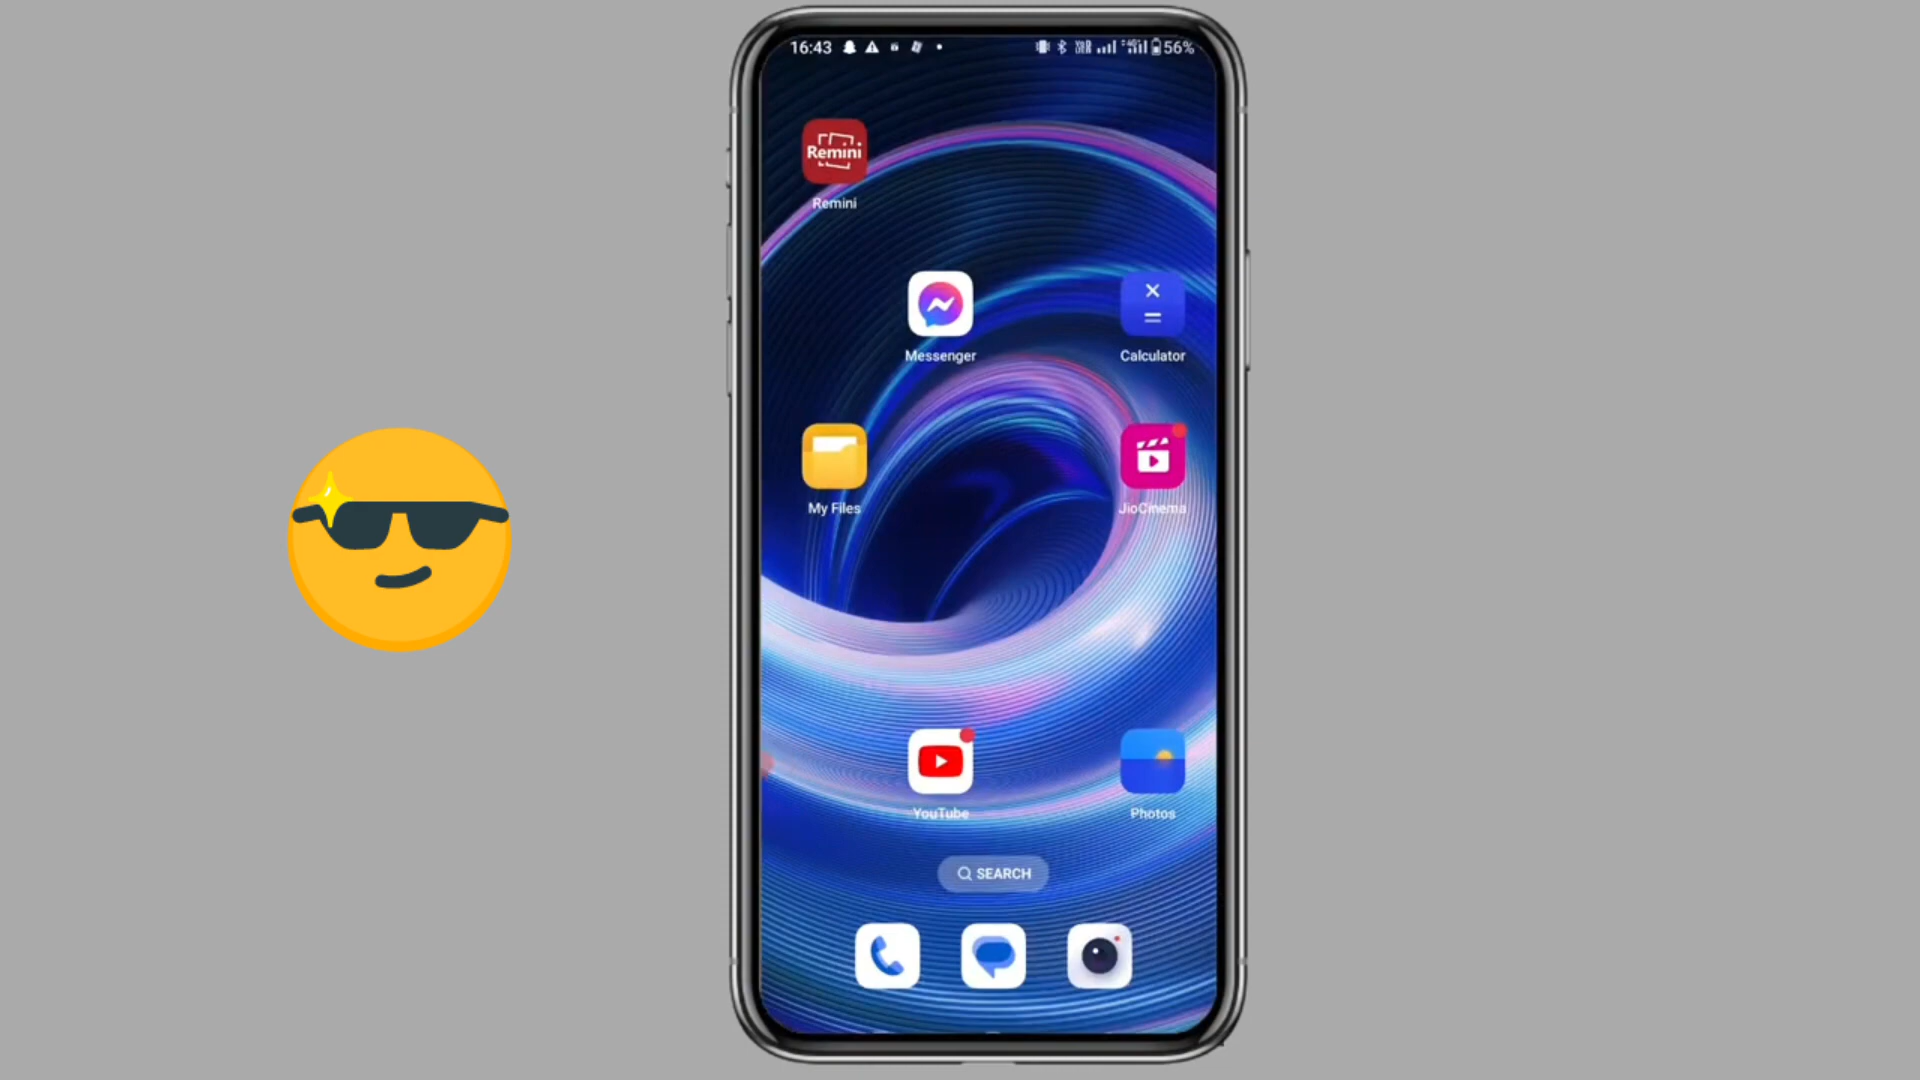 16:43 56%
Remini
Remini
Messenger Calculator
My Files JioCinema
YouTube Photos
SEARCH